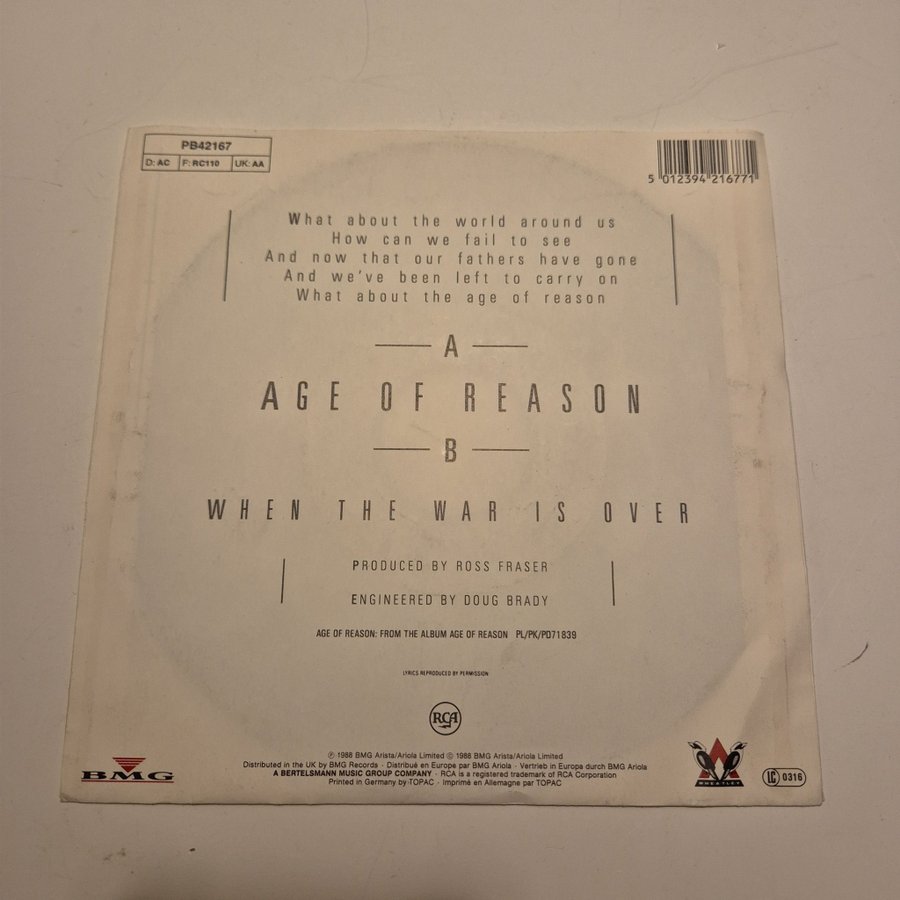 PB42167
D: AC F: RC110 UK: AA
5 012394 216771
What about the world around us
How can we fail to see
And now that our fathers have gone
And we've been left to carry on
What about the age of reason
A
AGE OF REASON
B
WHEN THE WAR IS OVER
PRODUCED BY ROSS FRASER
ENGINEERED BY DOUG BRADY
AGE OF REASON: FROM THE ALBUM AGE OF REASON PL/PK/PD71839
LYRICS REPRODUCED BY PERMISSION
RCA
℗ 1988 BMG Arista/Ariola Limited © 1988 BMG Arista/Ariola Limited
Distributed in the UK by BMG Records · Distribué en Europe par BMG Ariola · Vertrieb in Europa durch BMG Ariola
A BERTELSMANN MUSIC GROUP COMPANY · RCA is a registered trademark of RCA Corporation
Printed in Germany by TOPAC · Imprimé en Allemagne par TOPAC
BMG
WHEATLEY
LC 0316